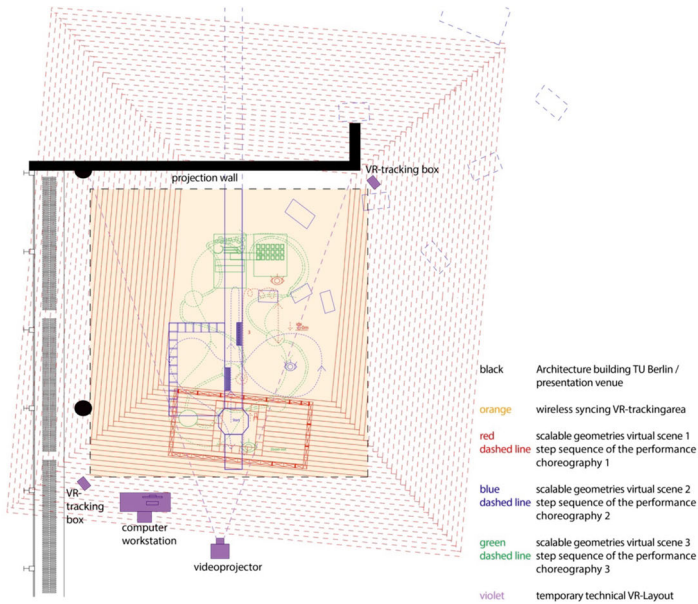 projection wall
VR-tracking box
black Architecture building TU Berlin /
presentation venue
orange wireless syncing VR-trackingarea
red scalable geometries virtual scene 1
dashed line step sequence of the performance
choreography 1
blue scalable geometries virtual scene 2
dashed line step sequence of the performance
choreography 2
green scalable geometries virtual scene 3
dashed line step sequence of the performance
choreography 3
violet temporary technical VR-Layout
VR-
tracking
box
computer
workstation
videoprojector